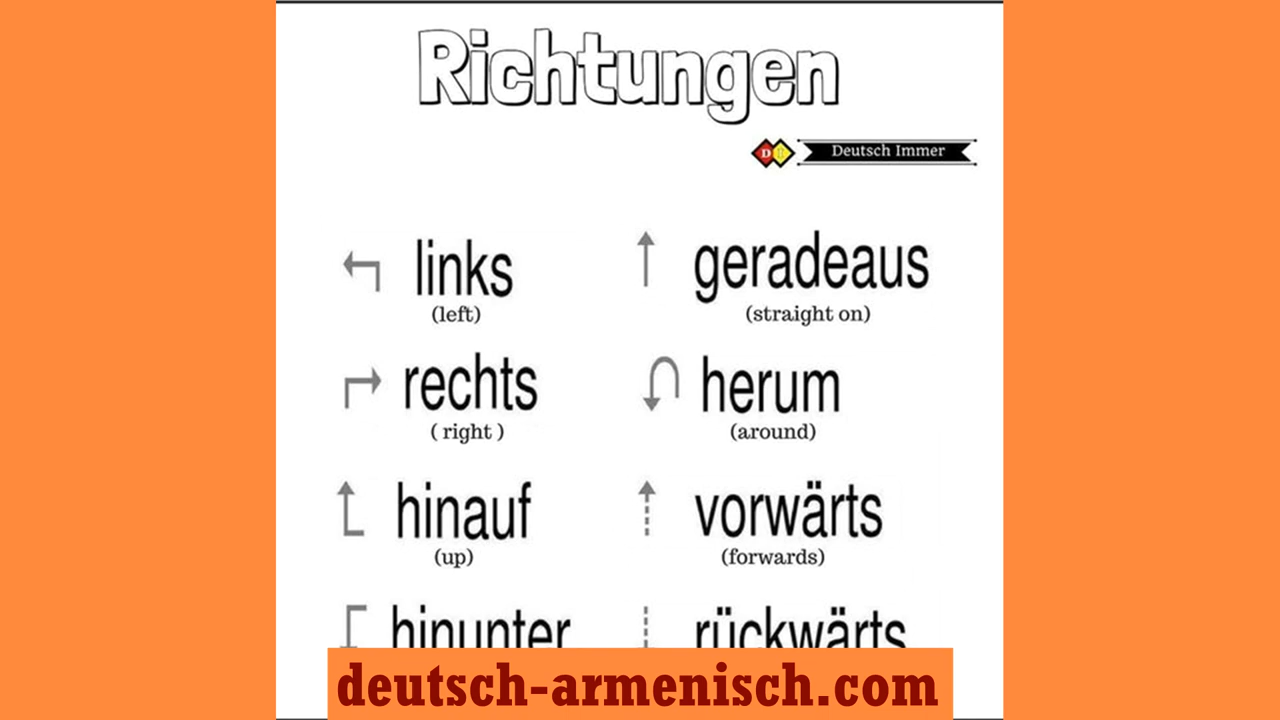 Richtungen
Deutsch Immer
links
(left)
geradeaus
(straight on)
rechts
( right )
herum
(around)
hinauf
(up)
vorwärts
(forwards)
hinunter
rückwärts
deutsch-armenisch.com